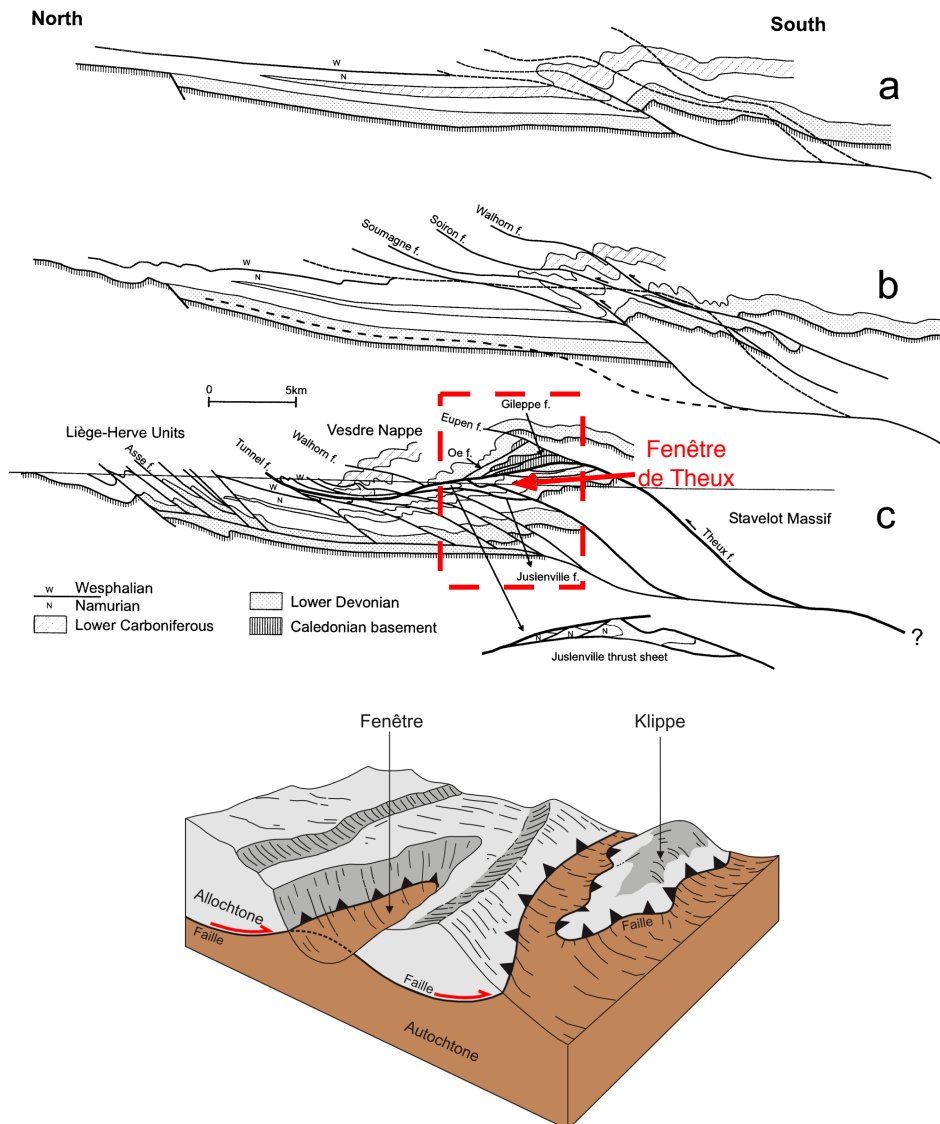 North
South
W
N
a
Walhorn f.
Soiron f.
Soumagne f.
W
N
b
0 5km
Gileppe f.
Eupen f.
Vesdre Nappe
Liège-Herve Units
Walhorn f.
Oe f.
Fenêtre
de Theux
Asse f.
Tunnel f.
W
W
N
c
Stavelot Massif
Theux f.
Juslenville f.
W Wesphalian
N Namurian
Lower Carboniferous
Lower Devonian
Caledonian basement
N
N
N
?
Juslenville thrust sheet
Fenêtre
Klippe
Allochtone
Faille
Faille
Faille
Autochtone